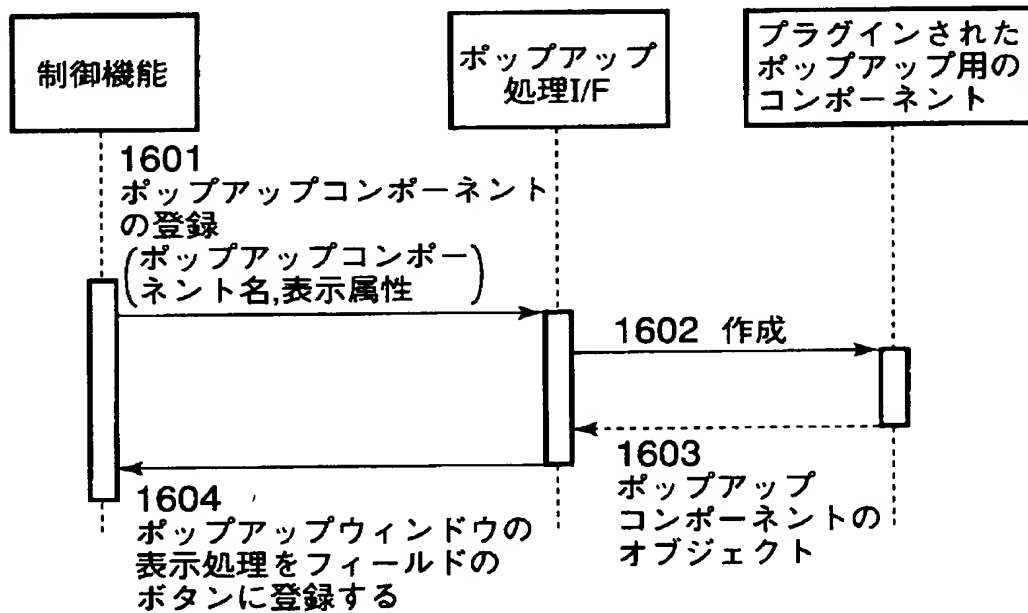 制御機能
ポップアップ
処理I/F
プラグインされた
ポップアップ用の
コンポーネント
1601
ポップアップコンポーネント
の登録
(ポップアップコンポー
ネント名,表示属性)
1602 作成
1603
ポップアップ
コンポーネントの
オブジェクト
1604
ポップアップウィンドウの
表示処理をフィールドの
ボタンに登録する